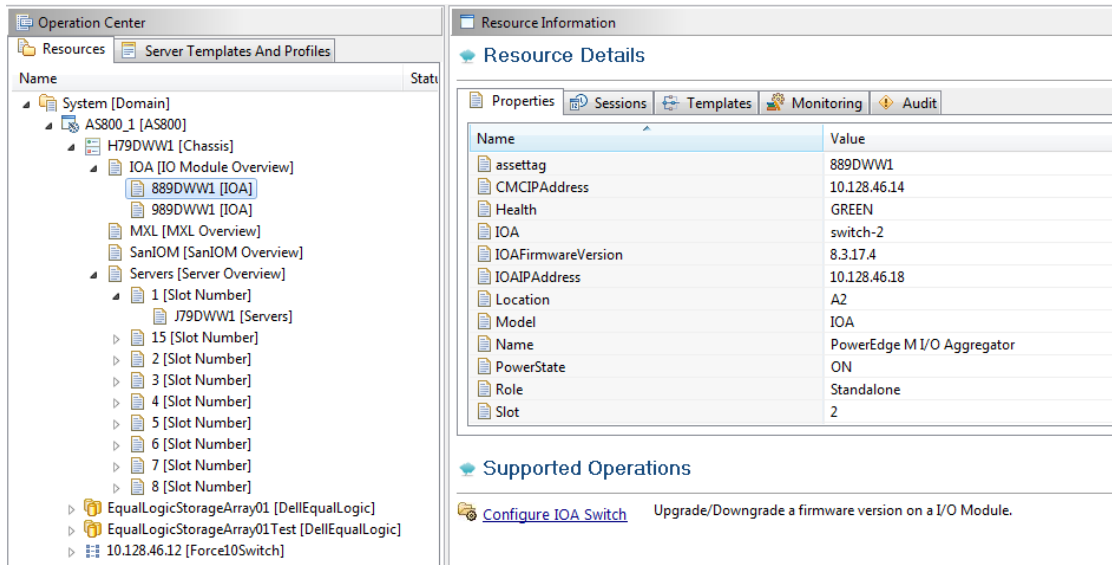 Operation Center
Resources Server Templates And Profiles
Name Statu
System [Domain]
AS800_1 [AS800]
H79DWW1 [Chassis]
IOA [IO Module Overview]
889DWW1 [IOA]
989DWW1 [IOA]
MXL [MXL Overview]
SanIOM [SanIOM Overview]
Servers [Server Overview]
1 [Slot Number]
J79DWW1 [Servers]
15 [Slot Number]
2 [Slot Number]
3 [Slot Number]
4 [Slot Number]
5 [Slot Number]
6 [Slot Number]
7 [Slot Number]
8 [Slot Number]
EqualLogicStorageArray01 [DellEqualLogic]
EqualLogicStorageArray01Test [DellEqualLogic]
10.128.46.12 [Force10Switch]
Resource Information
Resource Details
Properties Sessions Templates Monitoring Audit
Name Value
assettag 889DWW1
CMCIPAddress 10.128.46.14
Health GREEN
IOA switch-2
IOAFirmwareVersion 8.3.17.4
IOAIPAddress 10.128.46.18
Location A2
Model IOA
Name PowerEdge M I/O Aggregator
PowerState ON
Role Standalone
Slot 2
Supported Operations
Configure IOA Switch Upgrade/Downgrade a firmware version on a I/O Module.